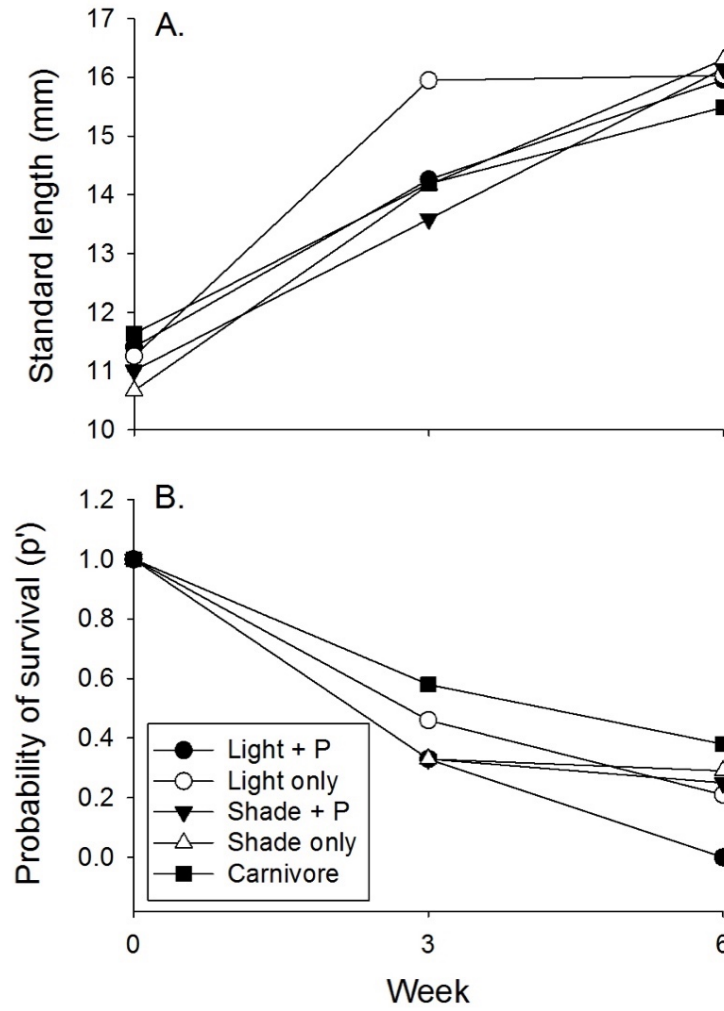 A.
Standard length (mm)
17
16
15
14
13
12
11
10
B.
Probability of survival (p')
1.2
1.0
0.8
0.6
0.4
0.2
0.0
Light + P
Light only
Shade + P
Shade only
Carnivore
0 3 6
Week